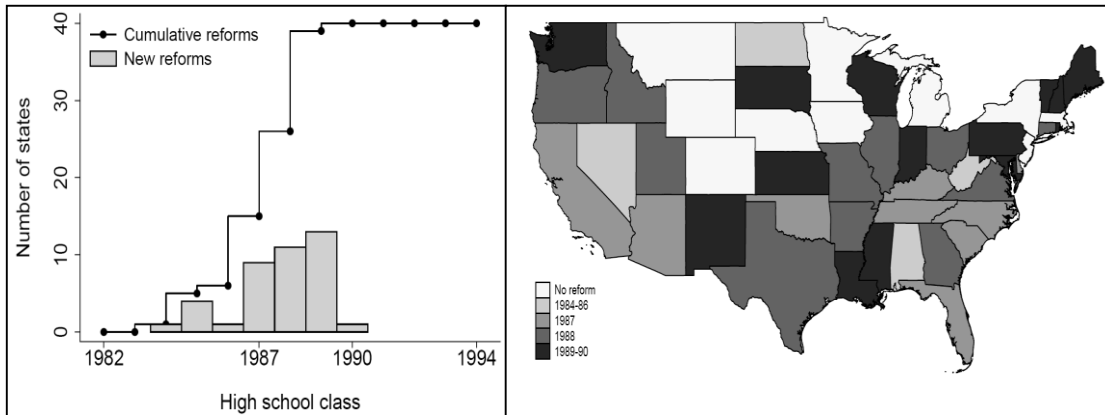 40
30
20
10
0
Number of states
Cumulative reforms
New reforms
1982
1987
1990
1994
High school class
No reform
1984-86
1987
1988
1989-90